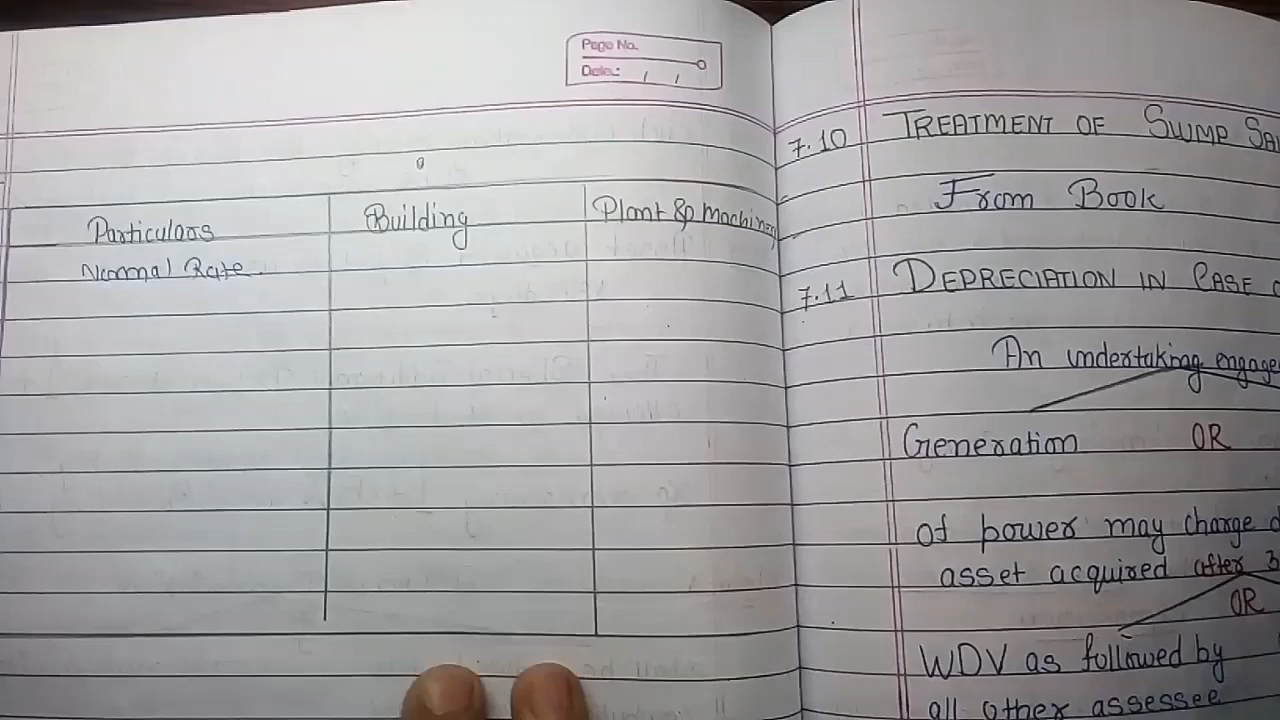 Page No.
Date: / /
Particulars Building Plant & Machinery
Normal Rate
7.10 TREATMENT OF SLUMP SA
From Book
7.11 DEPRECIATION IN CASE O
An undertaking engage
Generation OR
of power may charge d
asset acquired after 3
OR
WDV as followed by
all other assessee